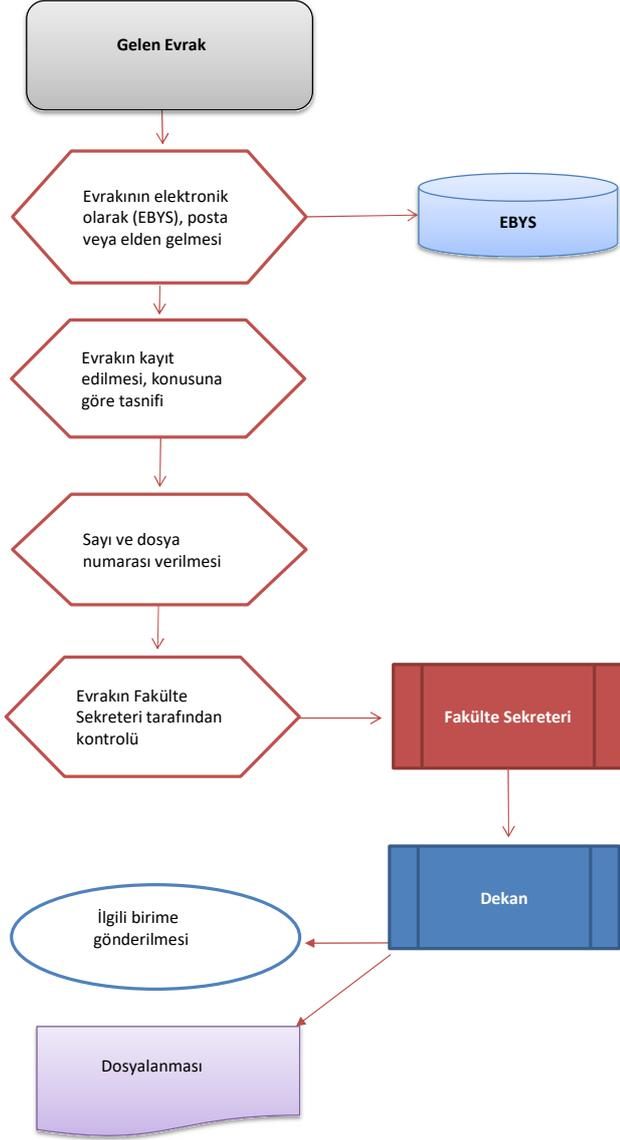 Gelen Evrak
Evrakının elektronik
olarak (EBYS), posta
veya elden gelmesi
EBYS
Evrakın kayıt
edilmesi, konusuna
göre tasnifi
Sayı ve dosya
numarası verilmesi
Evrakın Fakülte
Sekreteri tarafından
kontrolü
Fakülte Sekreteri
Dekan
İlgili birime
gönderilmesi
Dosyalanması